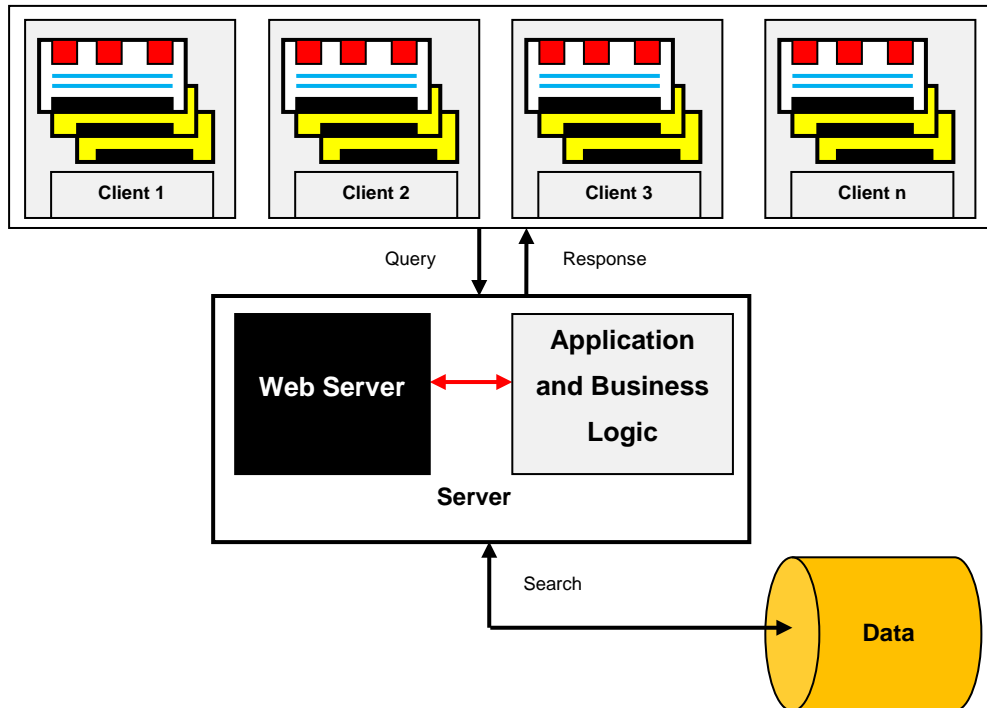 Client 1
Client 2
Client 3
Client n
Query
Response
Web Server
Application
and Business
Logic
Server
Search
Data